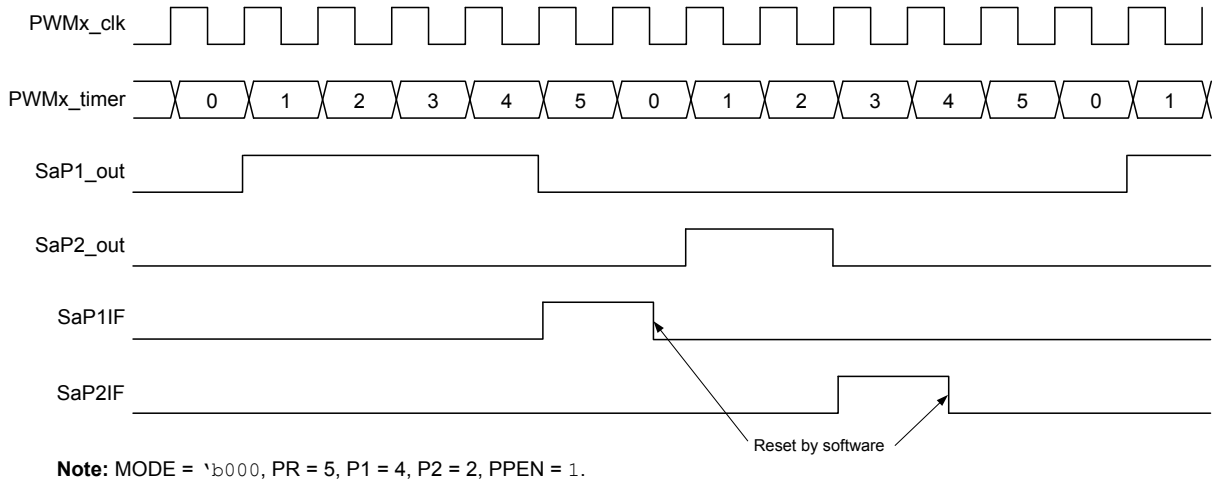 PWMx_clk
PWMx_timer 0 1 2 3 4 5 0 1 2 3 4 5 0 1
SaP1_out
SaP2_out
SaP1IF
SaP2IF
Reset by software
Note: MODE = 'b000, PR = 5, P1 = 4, P2 = 2, PPEN = 1.